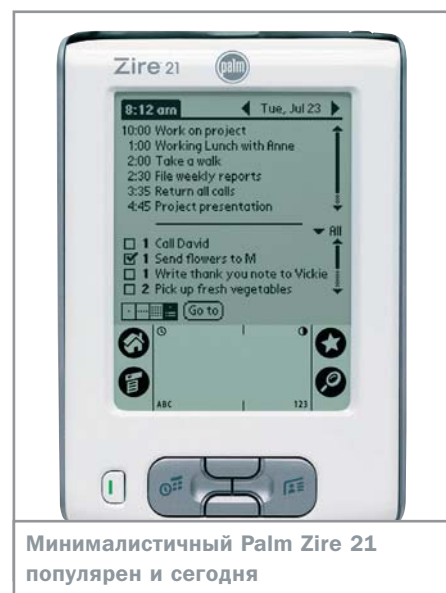 Zire 21 palm
8:12 am Tue, Jul 23
10:00 Work on project
1:00 Working Lunch with Anne
2:00 Take a walk
2:30 File weekly reports
3:35 Return all calls
4:45 Project presentation
All
1 Call David
1 Send flowers to M
1 Write thank you note to Vickie
2 Pick up fresh vegetables
Go to
ABC 123
Минималистичный Palm Zire 21
популярен и сегодня